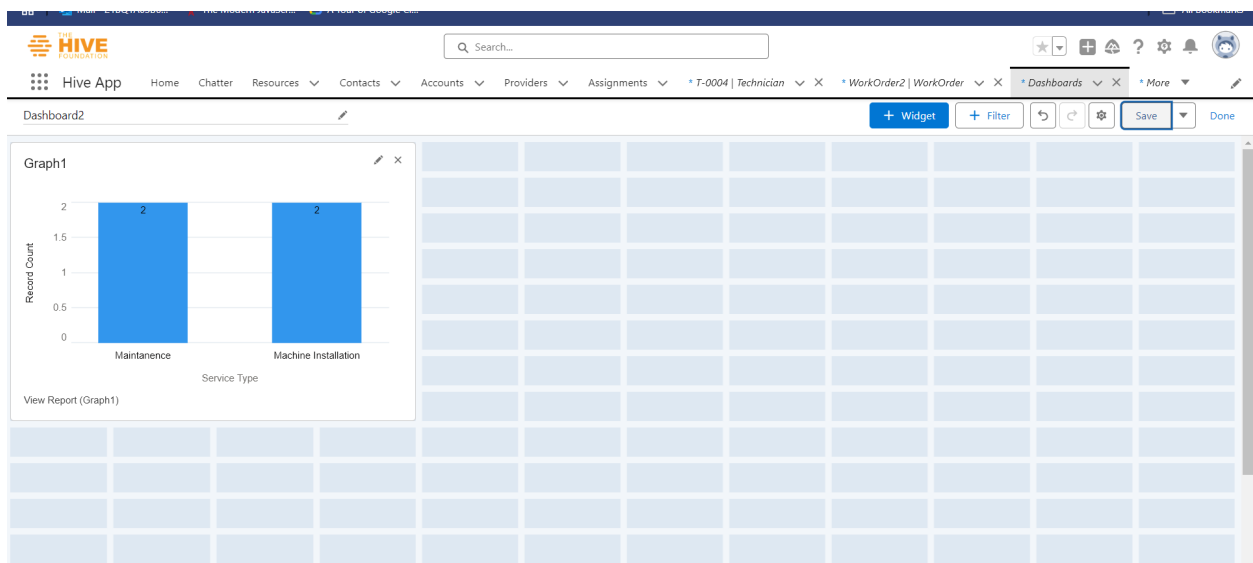 THE
HIVE
FOUNDATION
Search...
Hive App Home Chatter Resources Contacts Accounts Providers Assignments * T-0004 | Technician * WorkOrder2 | WorkOrder * Dashboards * More
Dashboard2 + Widget + Filter Save Done
Graph1
2
2 2
1.5
1
0.5
0
Record Count
Maintanence Machine Installation
Service Type
View Report (Graph1)